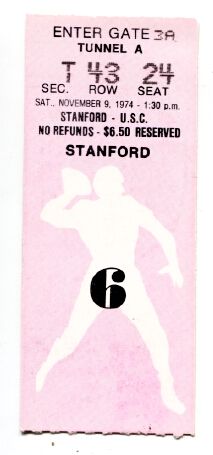 ENTER GATE 3A
TUNNEL A
T 43 24
SEC. ROW SEAT
SAT., NOVEMBER 9, 1974 - 1:30 p.m.
STANFORD - U.S.C.
NO REFUNDS - $6.50 RESERVED
STANFORD
6